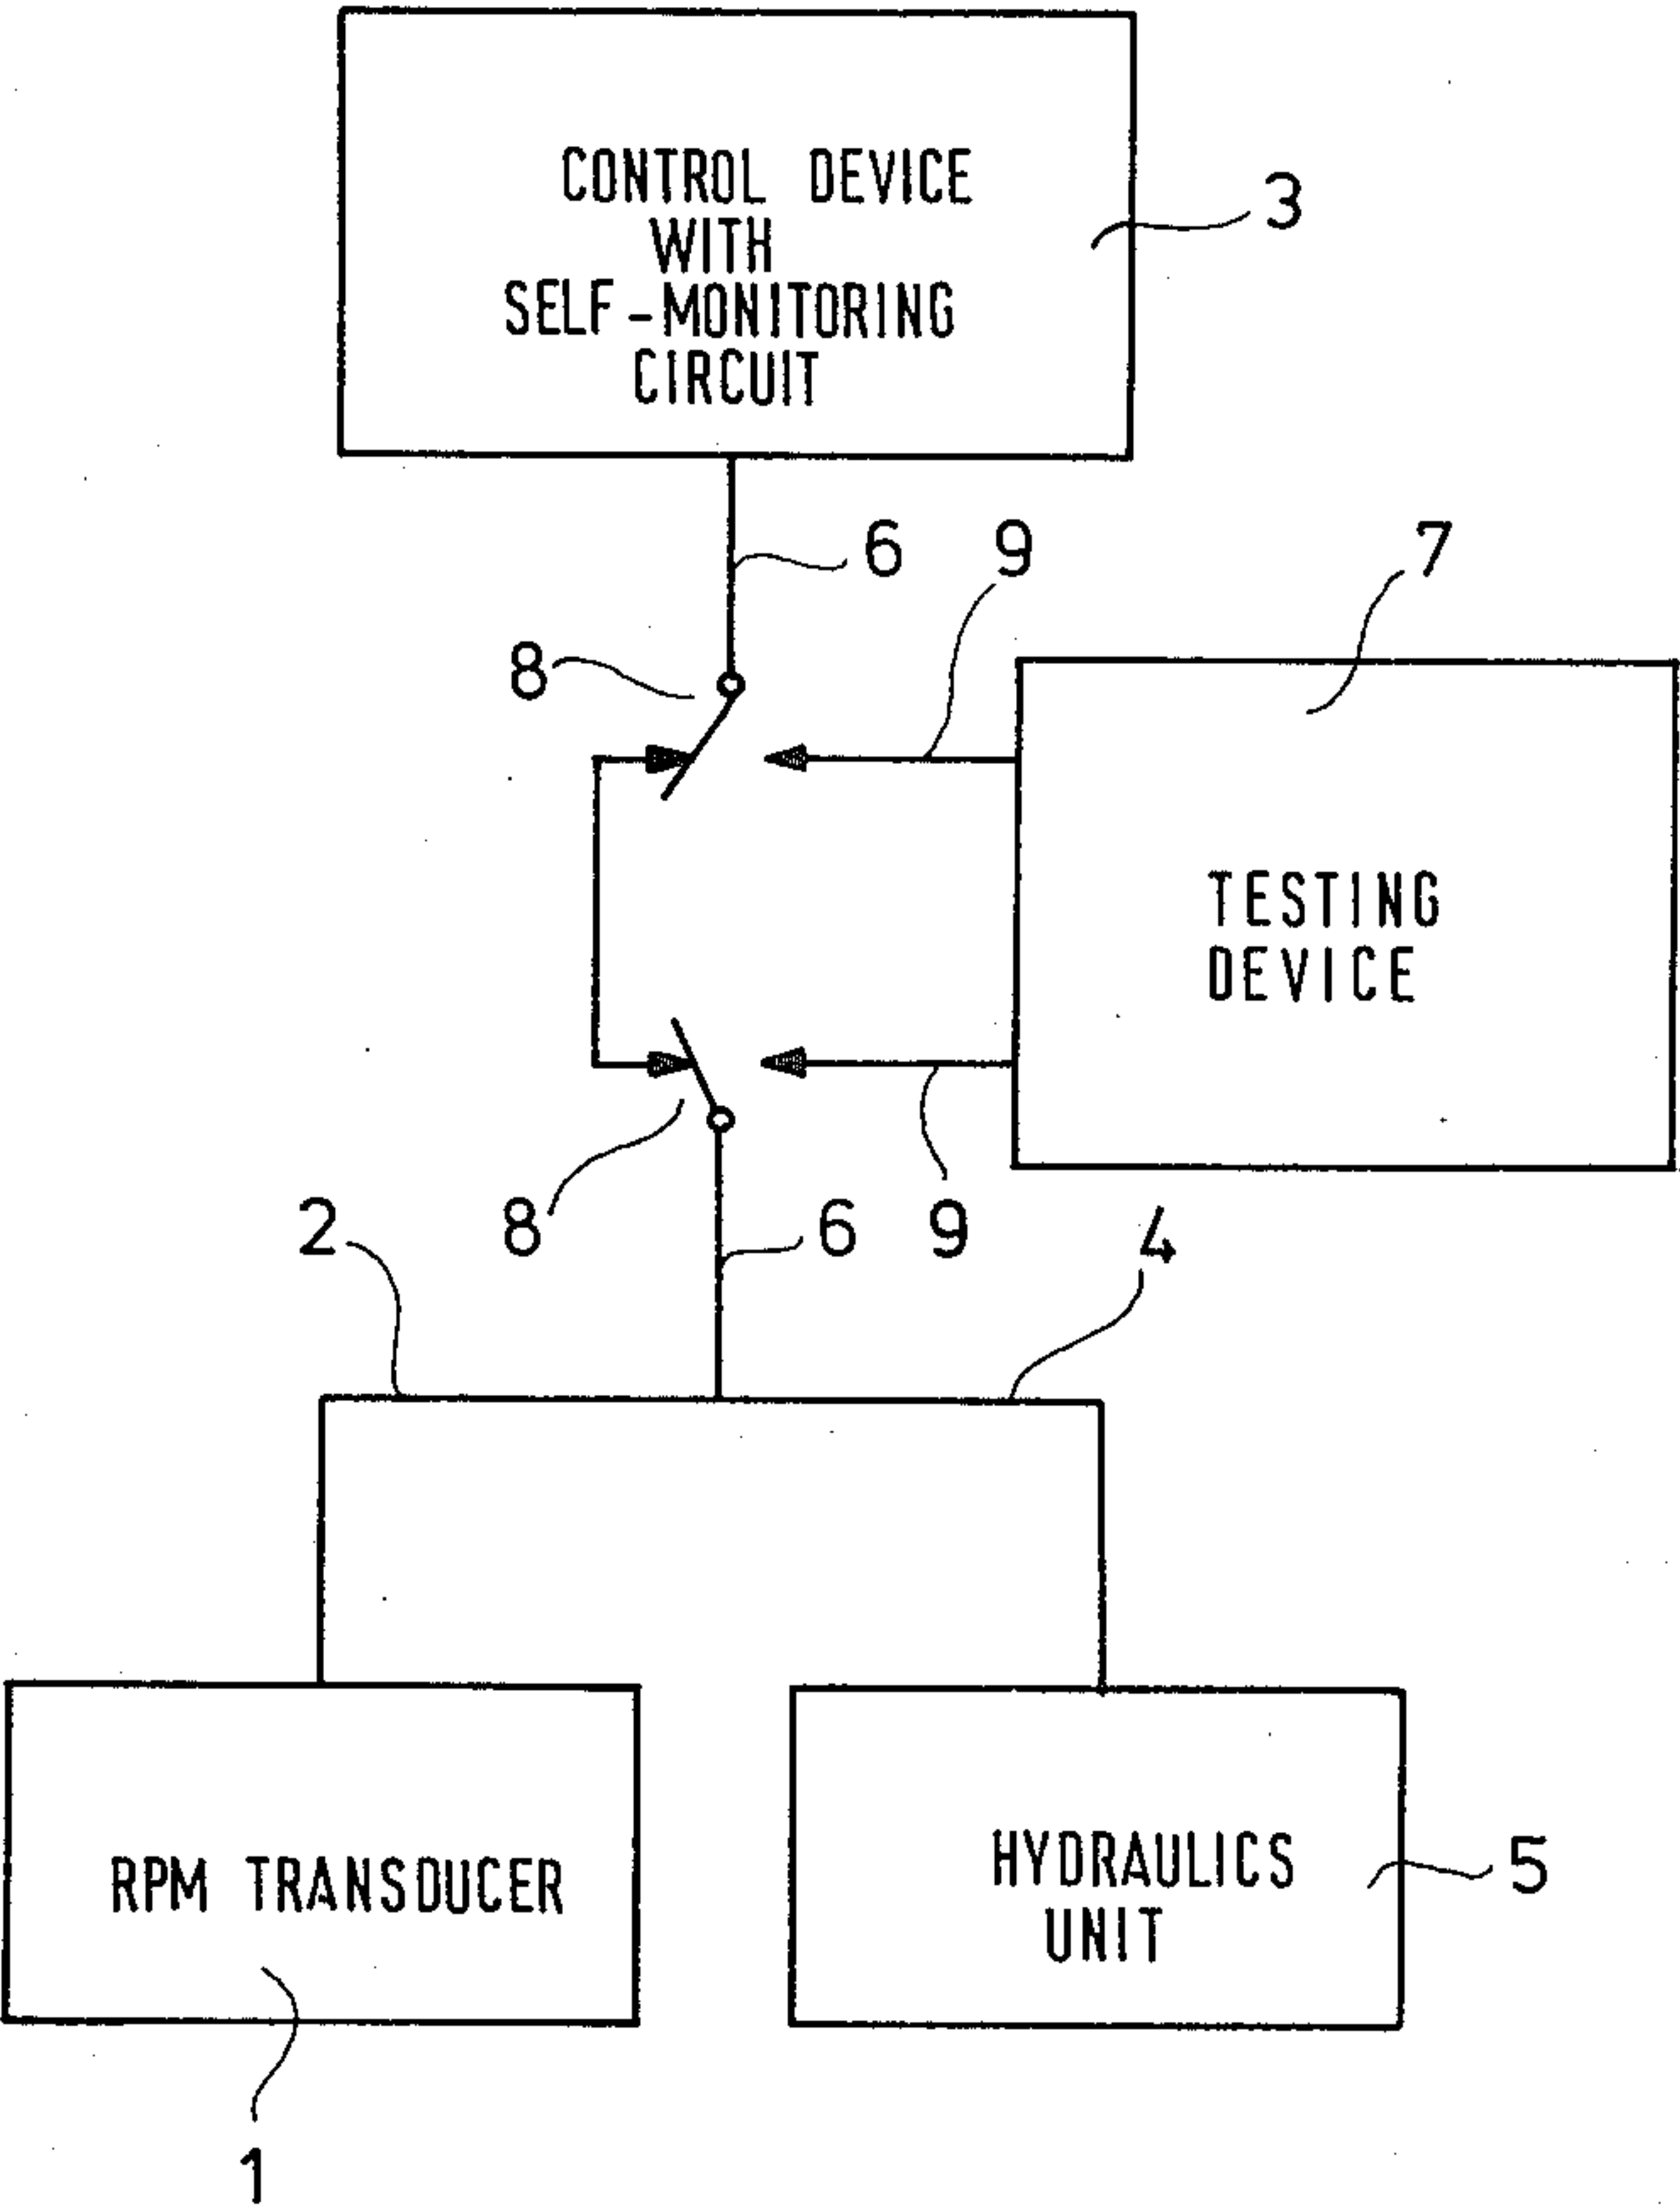 CONTROL DEVICE
WITH
SELF-MONITORING
CIRCUIT
3
6
9
7
8
TESTING
DEVICE
2
8
6
9
4
RPM TRANSDUCER
HYDRAULICS
UNIT
5
1